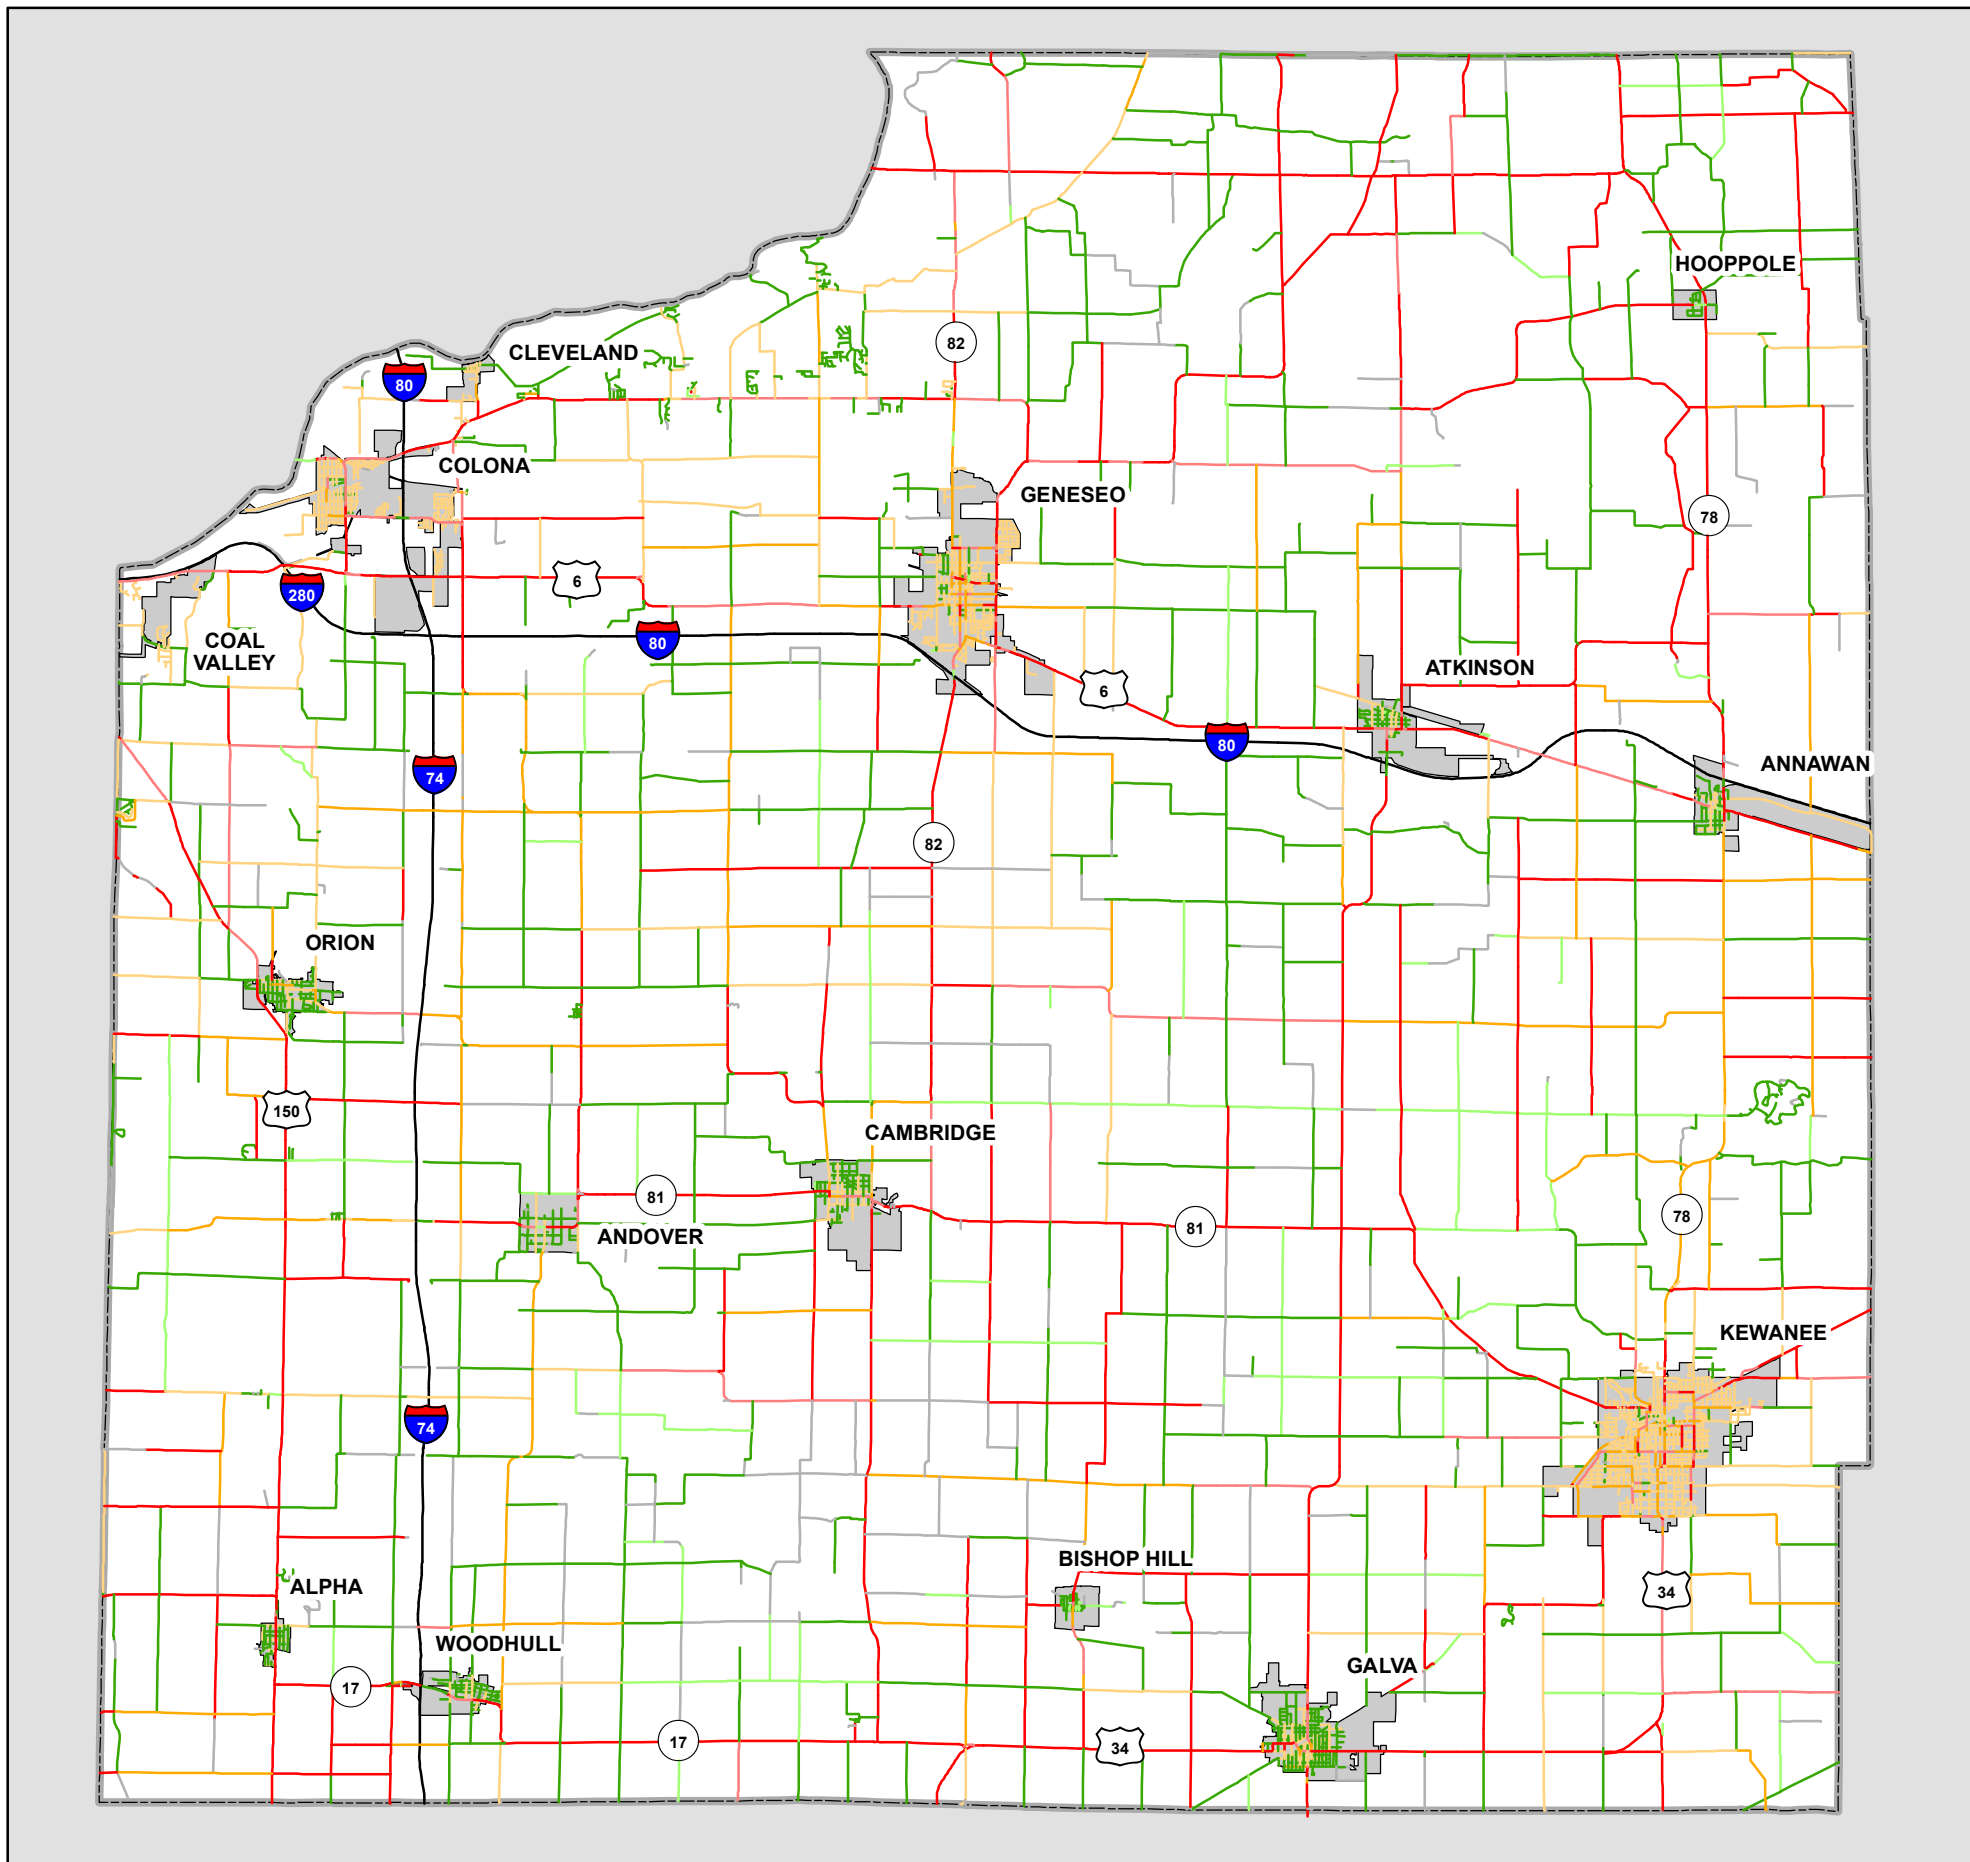 HOOPPOLE
82
CLEVELAND
80
COLONA
GENESEO
78
6
280
80
COAL
VALLEY
ATKINSON
6
80
ANNAWAN
74
82
ORION
150
CAMBRIDGE
81
78
81
ANDOVER
KEWANEE
74
BISHOP HILL
ALPHA
34
WOODHULL
GALVA
17
17
34